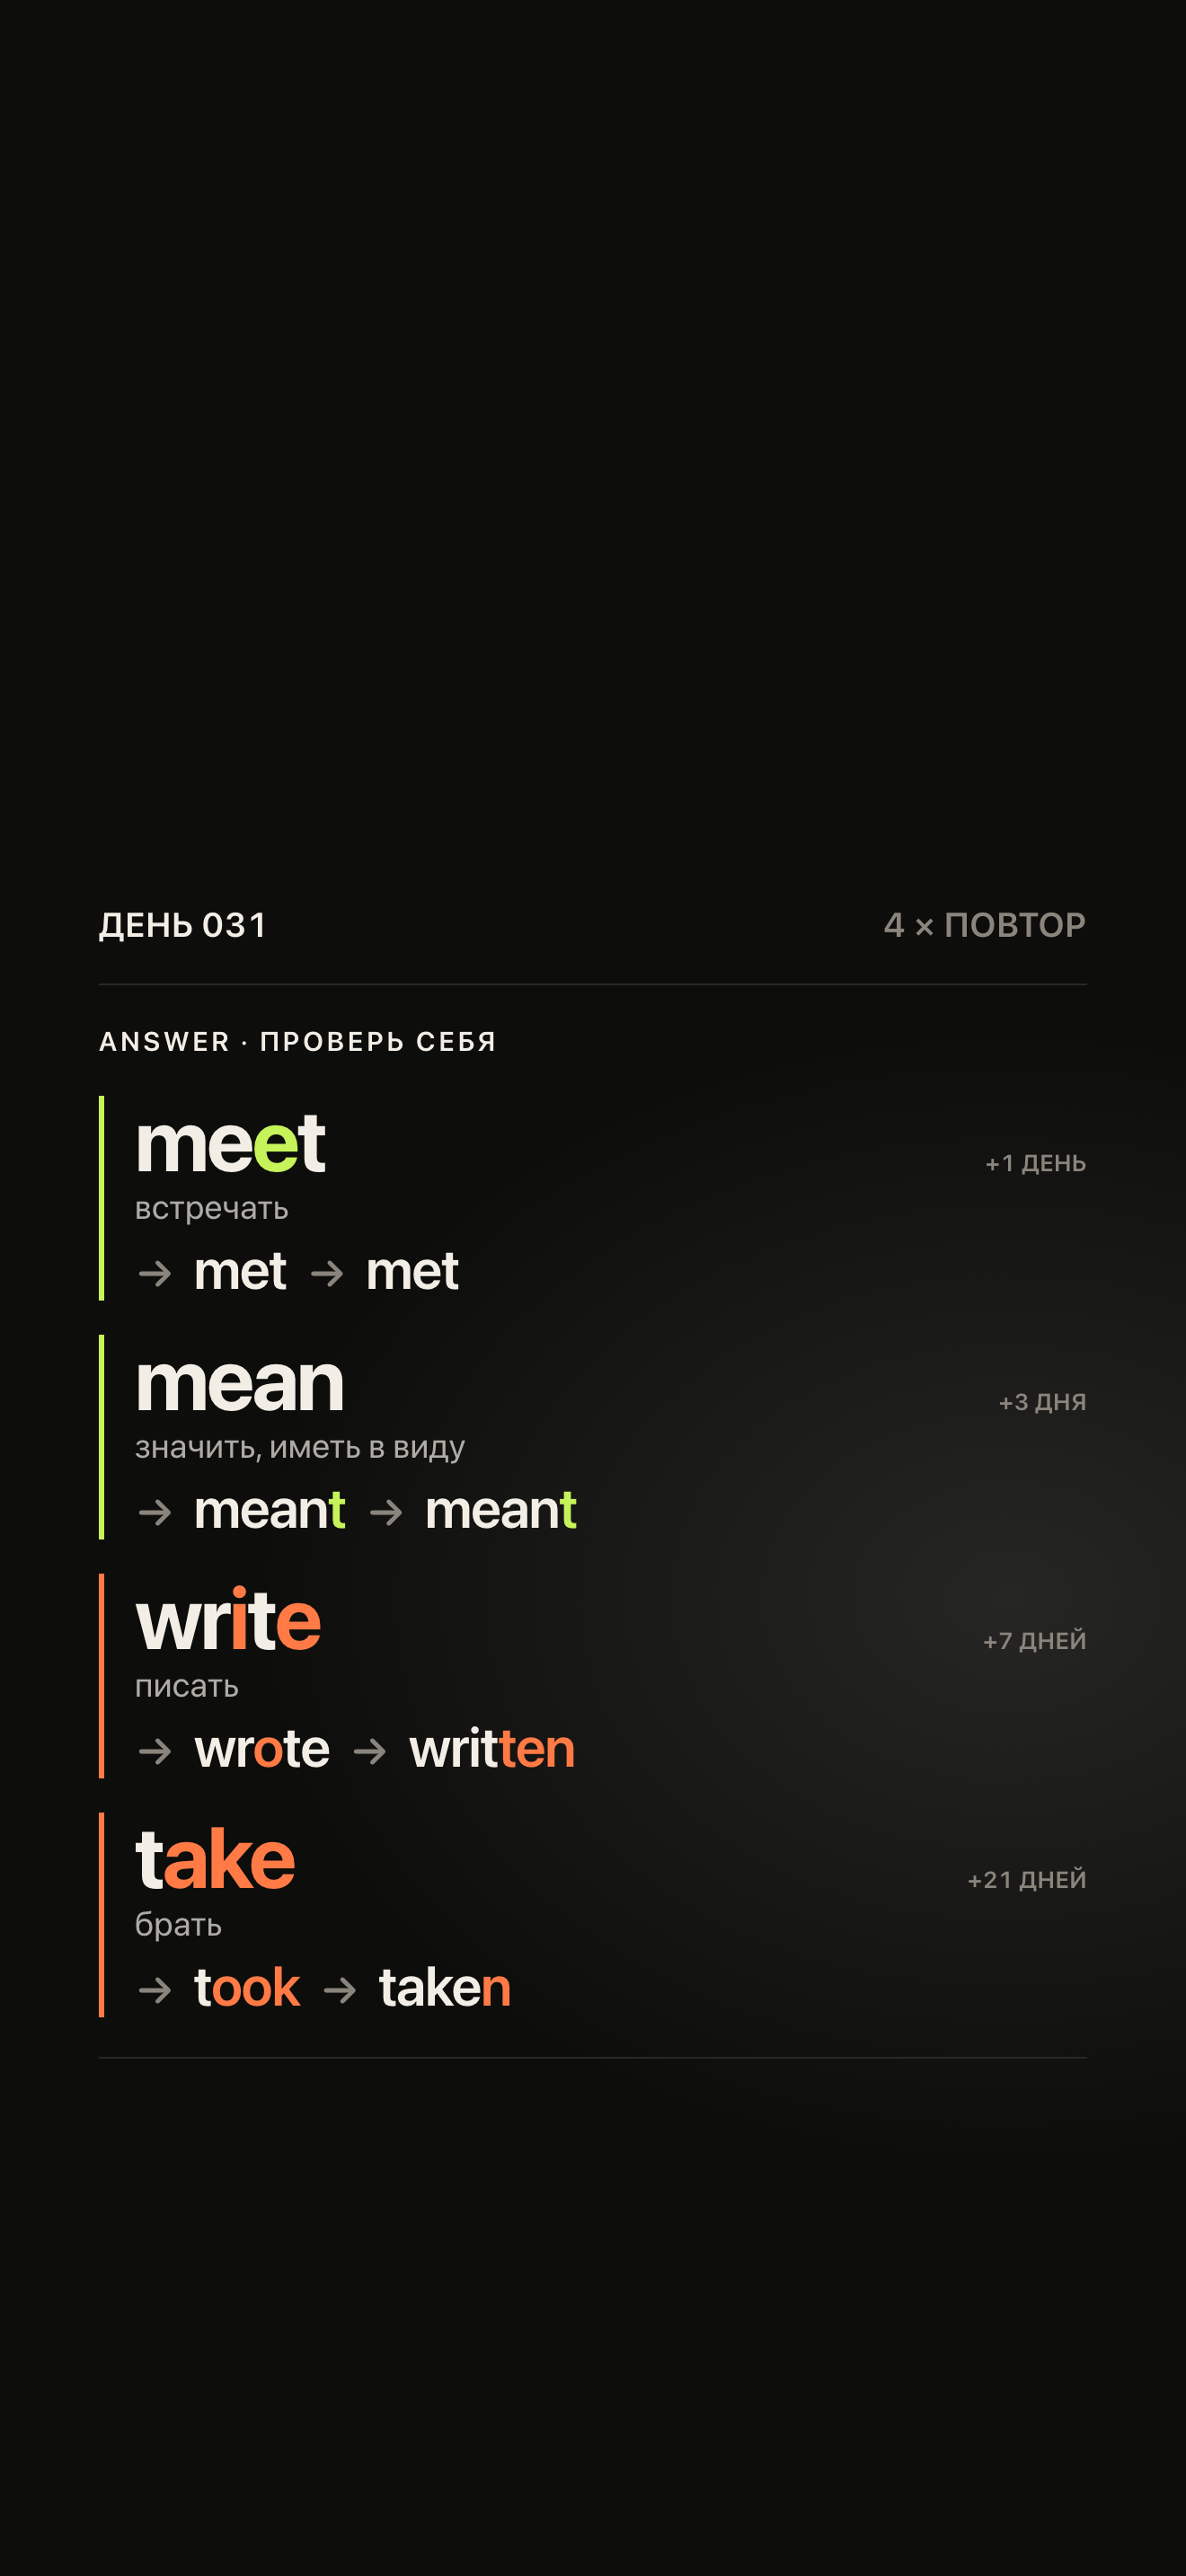 ДЕНЬ 031
4 × ПОВТОР
ANSWER · ПРОВЕРЬ СЕБЯ
meet
+1 ДЕНЬ
встречать
→ met → met
mean
+3 ДНЯ
значить, иметь в виду
→ meant → meant
write
+7 ДНЕЙ
писать
→ wrote → written
take
+21 ДНЕЙ
брать
→ took → taken